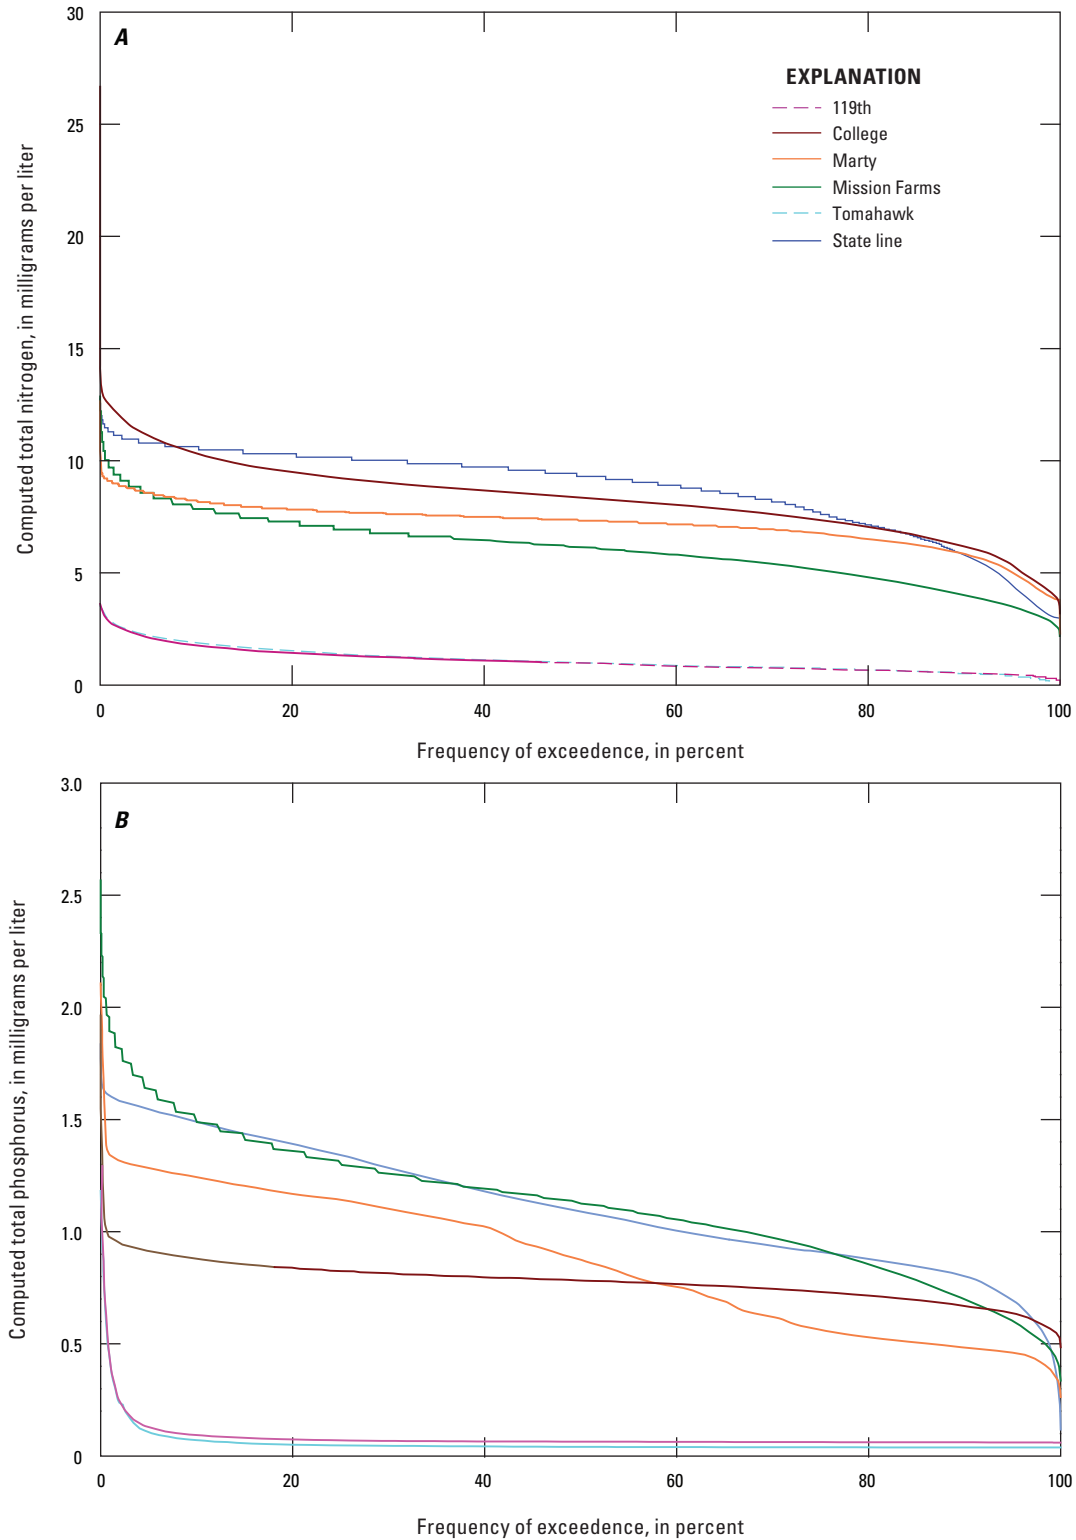 30
A
EXPLANATION
119th
College
Marty
Mission Farms
Tomahawk
State line
25
20
15
10
5
0
Computed total nitrogen, in milligrams per liter
0 20 40 60 80 100
Frequency of exceedence, in percent
3.0
B
2.5
2.0
1.5
1.0
0.5
0
Computed total phosphorus, in milligrams per liter
0 20 40 60 80 100
Frequency of exceedence, in percent